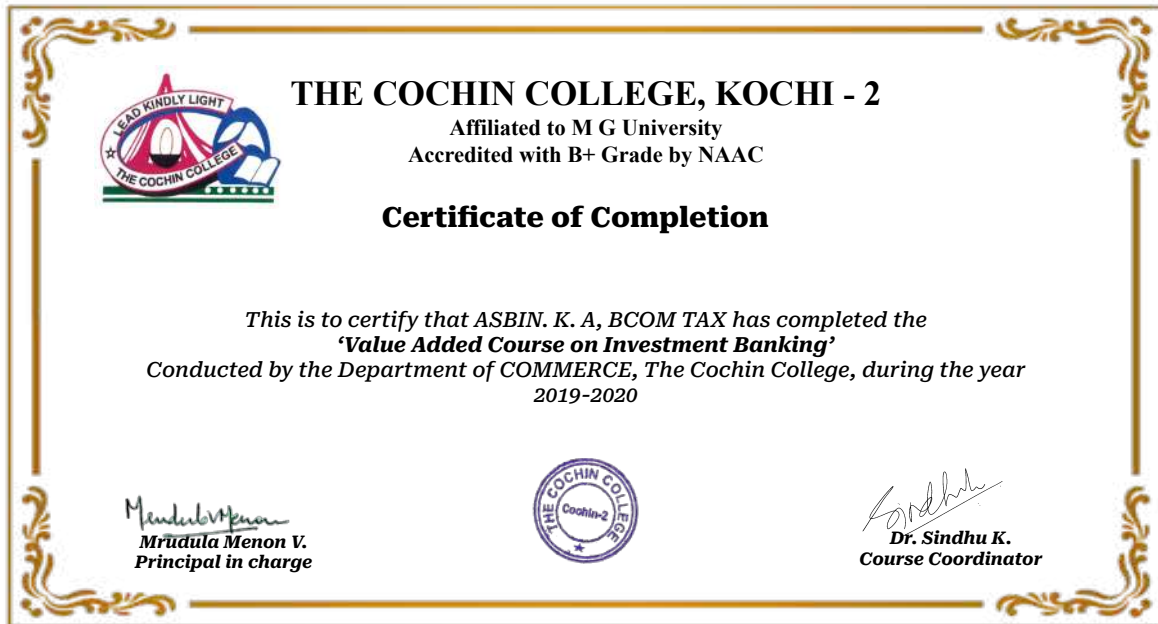 LEAD KINDLY LIGHT
THE COCHIN COLLEGE
THE COCHIN COLLEGE, KOCHI - 2
Affiliated to M G University
Accredited with B+ Grade by NAAC
Certificate of Completion
This is to certify that ASBIN. K. A, BCOM TAX has completed the
‘Value Added Course on Investment Banking’
Conducted by the Department of COMMERCE, The Cochin College, during the year
2019-2020
THE COCHIN COLLEGE
Cochin-2
Mrudula Menon
Mrudula Menon V.
Principal in charge
Sindhu
Dr. Sindhu K.
Course Coordinator